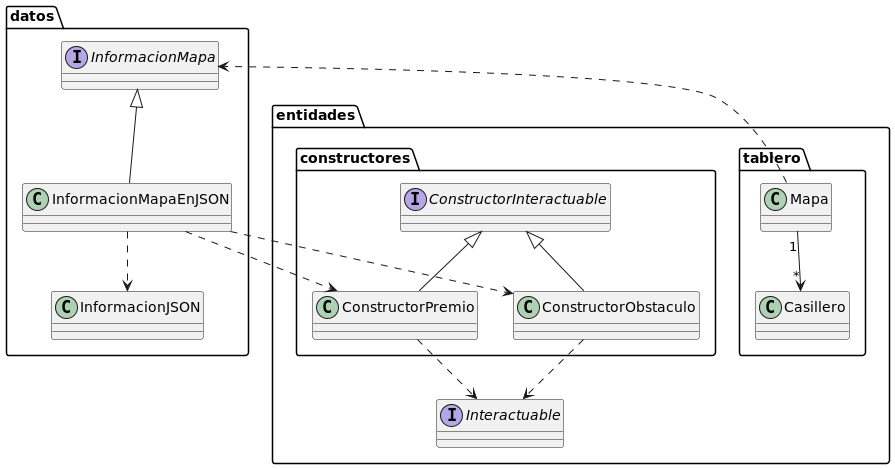 datos
I InformacionMapa
entidades
constructores
tablero
C InformacionMapaEnJSON
I ConstructorInteractuable
C Mapa
1
*
C InformacionJSON
C ConstructorPremio
C ConstructorObstaculo
C Casillero
I Interactuable